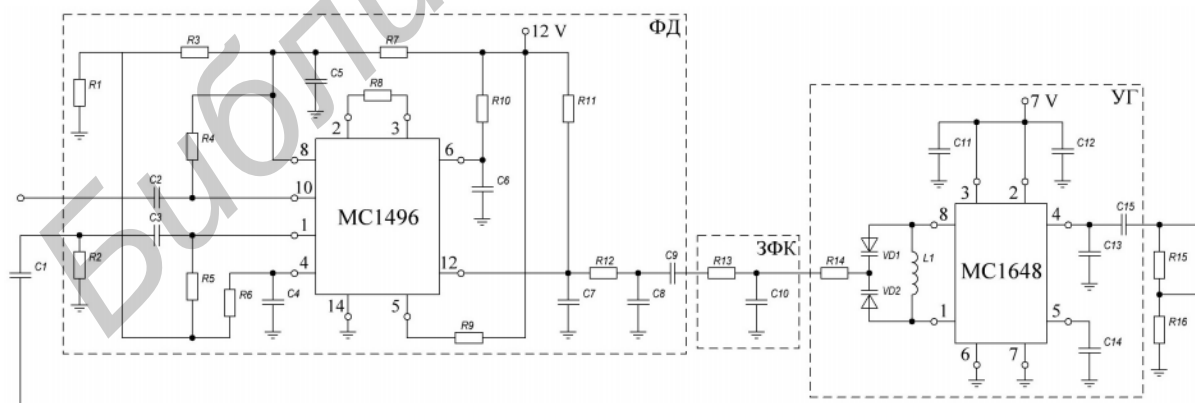 ФД
12 V
R3
R7
R1
C5
R8
R10
R11
2
3
R4
8
6
C6
C2
10
C3
1
MC1496
R2
C1
R5
R6
4
C4
12
R12
C9
C7
C8
14
5
R9
ЗФК
R13
C10
УГ
7 V
C11
C12
3
2
8
4
C15
VD1
L1
MC1648
C13
R14
VD2
R15
1
5
R16
C14
6
7
Библи